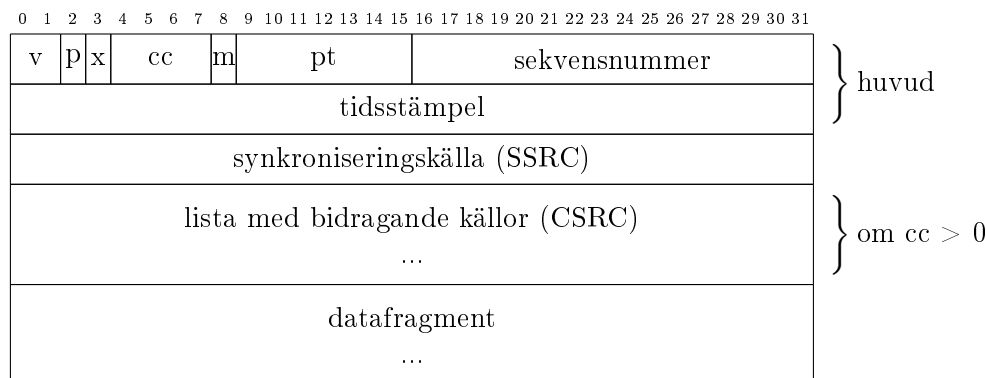 0 1 2 3 4 5 6 7 8 9 10 11 12 13 14 15 16 17 18 19 20 21 22 23 24 25 26 27 28 29 30 31
v p x cc m pt sekvensnummer
huvud
tidsstämpel
synkroniseringskälla (SSRC)
lista med bidragande källor (CSRC)
om cc > 0
...
datafragment
...